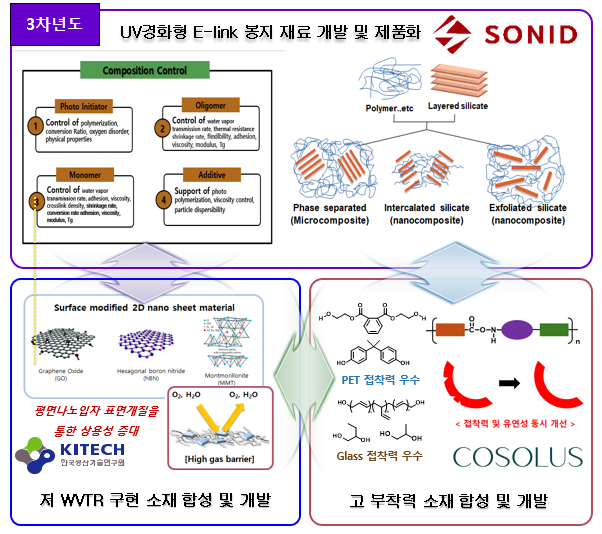 3차년도
UV경화형 E-link 봉지 재료 개발 및 제품화
SONID
Composition Control
Photo Initiator
1
Control of polymerization,
conversion Ratio, oxygen disorder,
physical properties
Oligomer
2
Control of water vapor
transmission rate, thermal resistance
shrinkage rate, flexibility, adhesion,
viscosity, modulus, Tg
Monomer
3
Control of water vapor
transmission rate, adhesion, viscosity,
crosslink density, shrinkage rate,
conversion rate adhesion, viscosity,
modulus, Tg
Additive
4
Support of photo
polymerization, viscosity control,
particle dispersibility
Polymer..etc
Layered silicate
Phase separated
(Microcomposite)
Intercalated silicate
(nanocomposite)
Exfoliated silicate
(nanocomposite)
Surface modified 2D nano sheet material
Graphene Oxide
(GO)
Hexagonal boron nitride
(hBN)
Montmorillonite
(MMT)
평면나노입자 표면개질을
통한 상용성 증대
KITECH
한국생산기술연구원
O₂, H₂O O₂, H₂O
[High gas barrier]
저 WVTR 구현 소재 합성 및 개발
PET 접착력 우수
Glass 접착력 우수
< 접착력 및 유연성 동시 개선 >
COSOLUS
고 부착력 소재 합성 및 개발